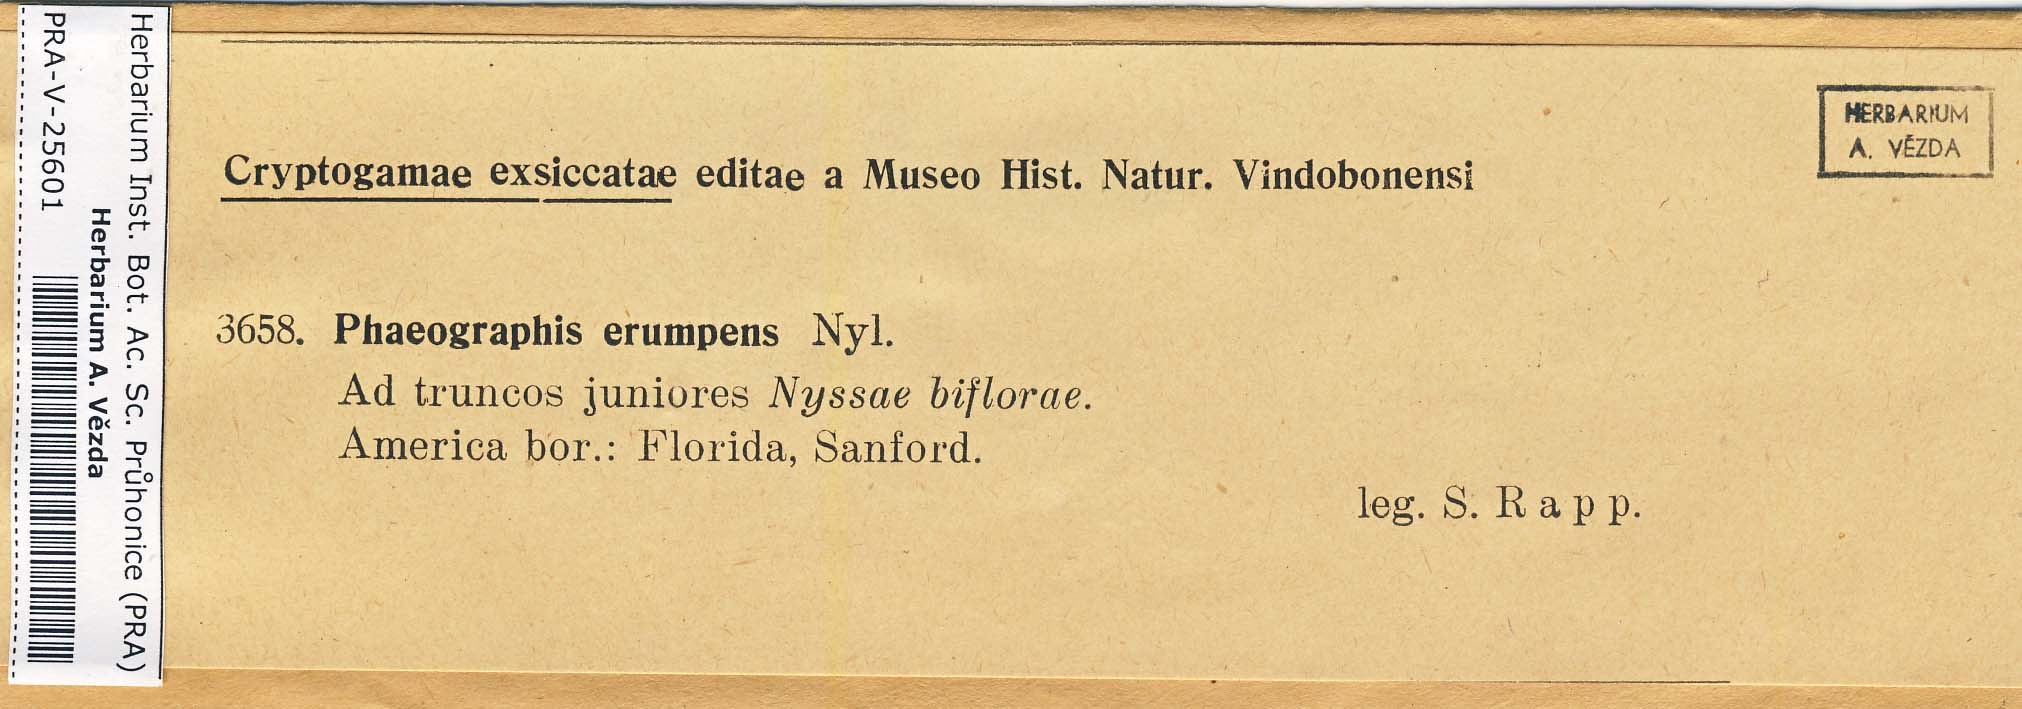 Herbarium Inst. Bot. Ac. Sc. Průhonice (PRA)
Herbarium A. Vězda
PRA-V-25601
HERBARIUM
A. VĚZDA
Cryptogamae exsiccatae editae a Museo Hist. Natur. Vindobonensi
3658. Phaeographis erumpens Nyl.
Ad truncos juniores Nyssae biflorae.
America bor.: Florida, Sanford.
leg. S. Rapp.